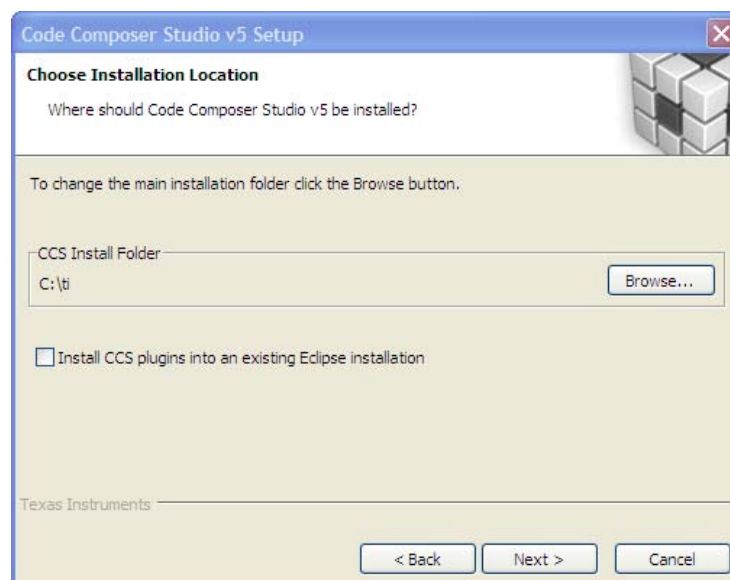 Code Composer Studio v5 Setup
Choose Installation Location
Where should Code Composer Studio v5 be installed?
To change the main installation folder click the Browse button.
CCS Install Folder
C:\ti
Browse...
Install CCS plugins into an existing Eclipse installation
Texas Instruments
< Back
Next >
Cancel